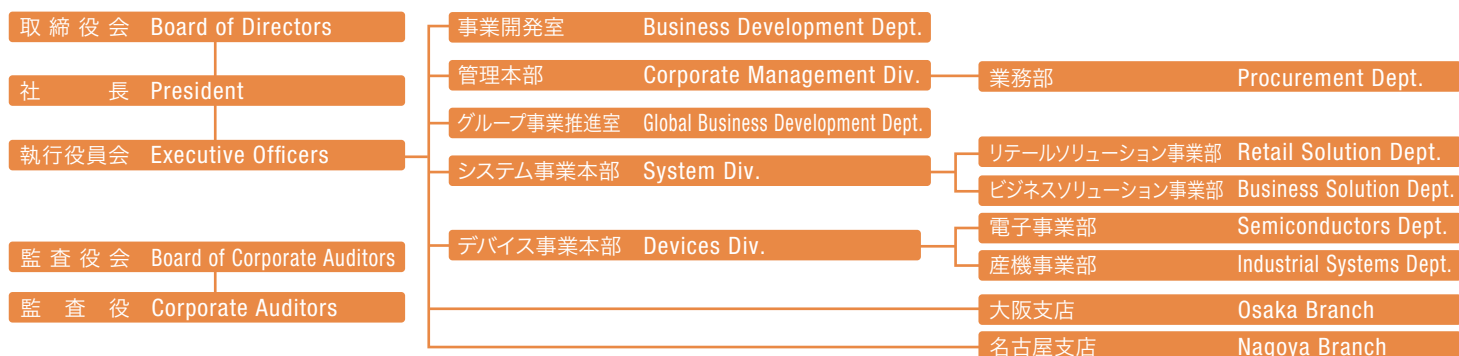 取締役会 Board of Directors
社長 President
執行役員会 Executive Officers
監査役会 Board of Corporate Auditors
監査役 Corporate Auditors
事業開発室 Business Development Dept.
管理本部 Corporate Management Div.
グループ事業推進室 Global Business Development Dept.
システム事業本部 System Div.
デバイス事業本部 Devices Div.
業務部 Procurement Dept.
リテールソリューション事業部 Retail Solution Dept.
ビジネスソリューション事業部 Business Solution Dept.
電子事業部 Semiconductors Dept.
産機事業部 Industrial Systems Dept.
大阪支店 Osaka Branch
名古屋支店 Nagoya Branch